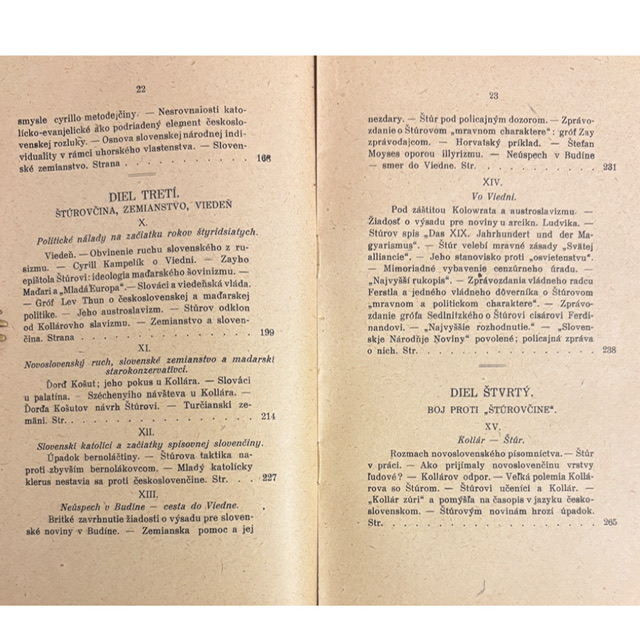 22
smysle cyrillo metodejčiny. — Nesrovnalosti kato-
licko-evanjelické ako podriadený element českoslo-
venskej rozluky. — Osnova slovenskej národnej indi-
viduality v rámci uhorského vlastenstva. — Sloven-
ské zemianstvo. Strana . . . . . . . . 168
DIEL TRETÍ.
ŠTÚROVČINA, ZEMIANSTVO, VIEDEŇ
X.
Politické nálady na začiatku rokov štyridsiatych.
Viedeň. — Obvinenie ruchu slovenského z ru-
sizmu. — Cyrill Kampelík o Viedni. — Zayho
epištola Štúrovi: ideologia maďarského šovinizmu. —
Maďari a „Mladá Europa“. — Slováci a viedeňská vláda.
— Gróf Lev Thun o československej a maďarskej
politike. — Jeho austroslavizm. — Štúrov odklon
od Kollárovho slavizmu. — Zemianstvo a sloven-
čina. Strana . . . . . . . . . . . 199
XI.
Novoslovenský ruch, slovenské zemianstvo a maďarskí
starokonzervatívci.
Ďorď Košut; jeho pokus u Kollára. — Slováci
u palatína. — Széchenyiho návšteva u Kollára. —
Ďorďa Košutov návrh Štúrovi. — Turčianski ze-
mäni. Str. . . . . . . . . . . . . 214
XII.
Slovenskí katolíci a začiatky spisovnej slovenčiny.
Úpadok bernoláčtiny. — Štúrova taktika na-
proti zbyvším bernolákovcom. — Mladý katolícky
klerus nestavia sa proti československčine. Str. . . 227
XIII.
Neúspech v Budíne — cesta do Viedne.
Britké zavrhnutie žiadosti o výsadu pre sloven-
ské noviny v Budíne. — Zemianska pomoc a jej
23
nezdary. — Štúr pod policajným dozorom. — Zprávo-
zdanie o Štúrovom „mravnom charaktere“: gróf Zay
zprávodajcom. — Horvatský príklad. — Štefan
Moyses oporou illyrizmu. — Neúspech v Budíne
— smer do Viedne. Str. . . . . . . . . 231
XIV.
Vo Viedni.
Pod záštitou Kolowrata a austroslavizmu. —
Žiadosť o výsadu pre noviny u arcikn. Ludvika. —
Štúrov spis „Das XIX. Jahrhundert und der Ma-
gyarismus“. — Štúr velebí mravné zásady „Svätej
alliancie“. — Jeho stanovisko proti „osvietenstvu“.
— Mimoriadné vybavenie cenzúrneho úradu. —
„Najvyšší rukopis“. — Zprávozdania vládneho radcu
Ferstla a jedného vládneho dôverníka o Štúrovom
„mravnom a politickom charaktere“. — Zprávo-
zdanie grófa Sedlnitzkého o Štúrovi cisárovi Ferdi-
nandovi. — „Najvyššie rozhodnutie.“ — „Sloven-
skje Národňje Noviny“ povolené; policajná zpráva
o nich. Str. . . . . . . . . . . . . 238
DIEL ŠTVRTÝ.
BOJ PROTI „ŠTÚROVČINE“.
XV.
Kollár — Štúr.
Rozmach novoslovenského písomníctva. — Štúr
v práci. — Ako prijímaly novoslovenčinu vrstvy
ľudové? — Kollárov odpor. — Veľká polemia Kollá-
rova so Štúrom. — Štúrovi učeníci a Kollár. —
„Kollár zúri“ a pomýšľa na časopis v jazyku česko-
slovenskom. — Štúrovým novinám hrozí úpadok.
Str. . . . . . . . . . . . . . . 265